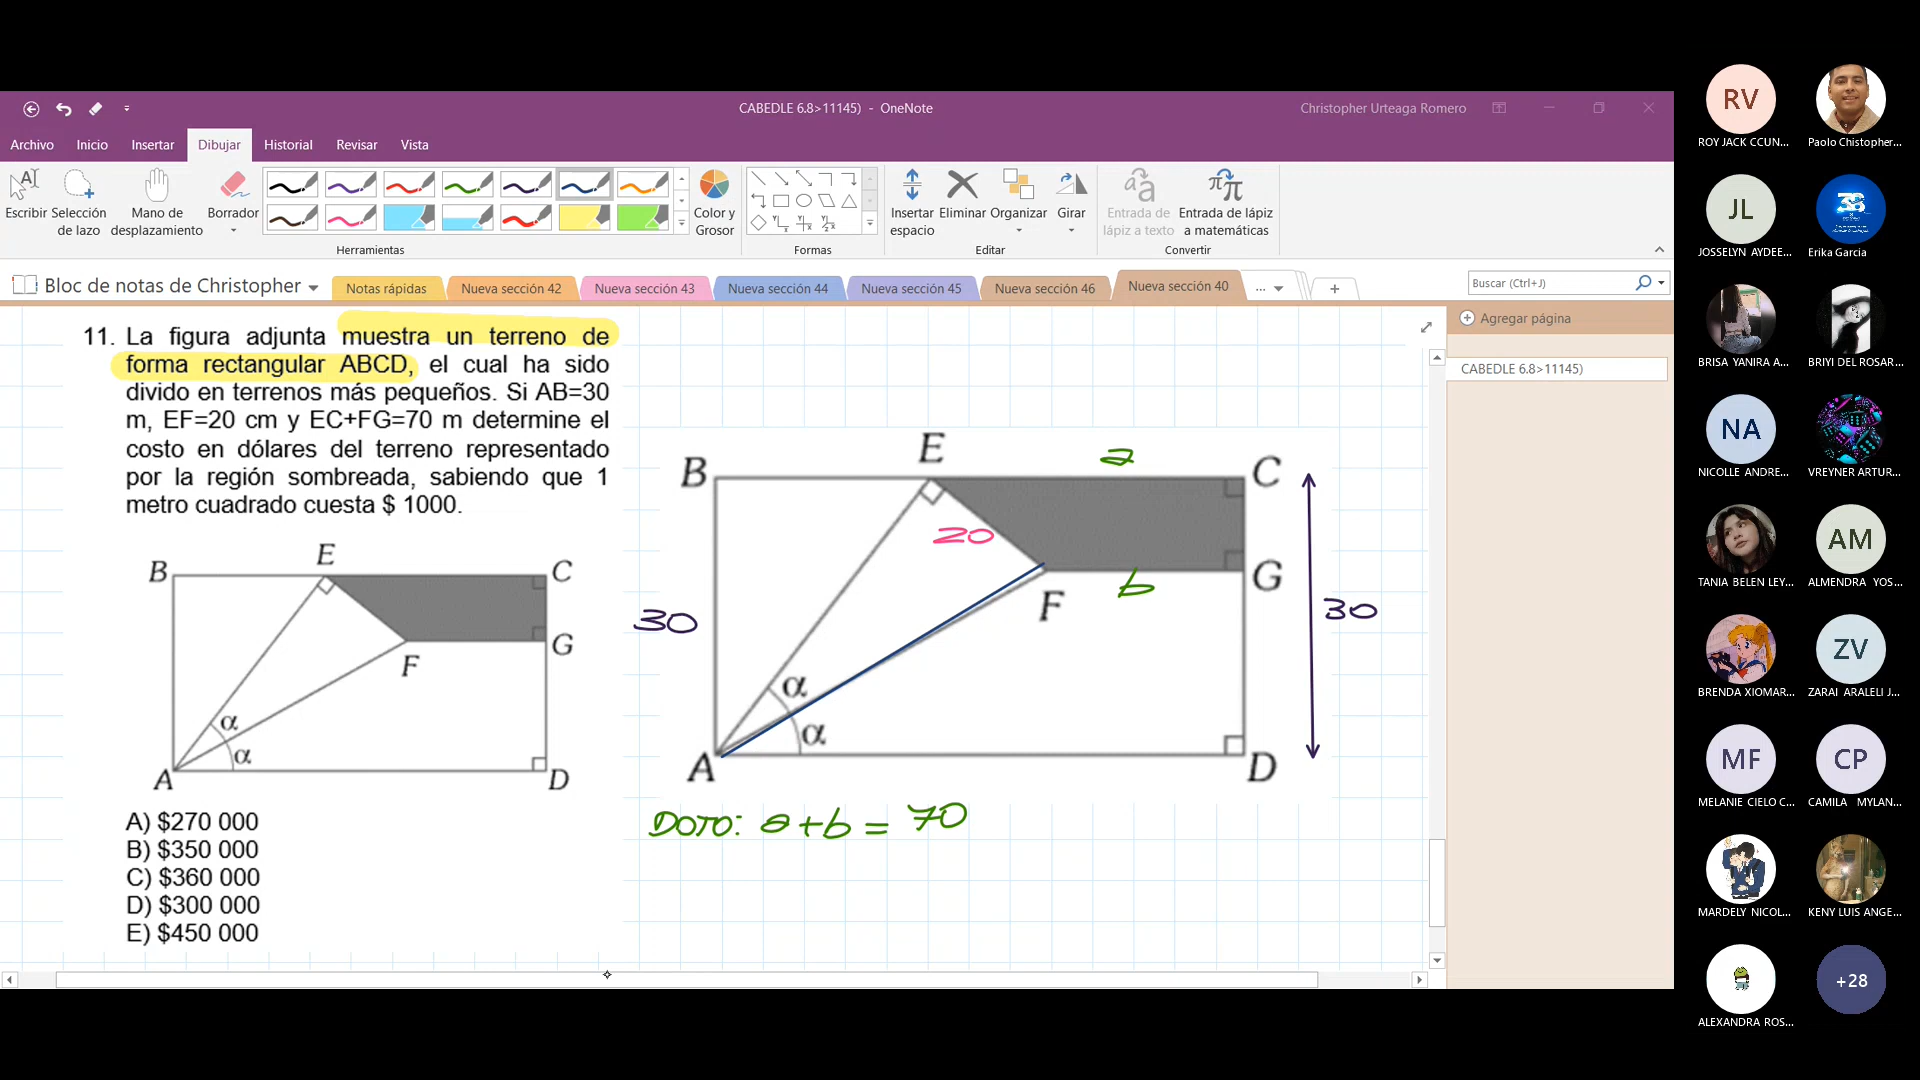 CABEDLE 6.8>11145) - OneNote
Christopher Urteaga Romero
Archivo Inicio Insertar Dibujar Historial Revisar Vista
Escribir Selección de lazo Mano de desplazamiento Borrador
Color y Grosor
Insertar espacio Eliminar Organizar Girar
Entrada de lápiz a texto Entrada de lápiz a matemáticas
Herramientas Formas Editar Convertir
Bloc de notas de Christopher Notas rápidas Nueva sección 42 Nueva sección 43 Nueva sección 44 Nueva sección 45 Nueva sección 46 Nueva sección 40 ...
Buscar (Ctrl+J)
Agregar página
CABEDLE 6.8>11145)
11. La figura adjunta muestra un terreno de
forma rectangular ABCD, el cual ha sido
divido en terrenos más pequeños. Si AB=30
m, EF=20 cm y EC+FG=70 m determine el
costo en dólares del terreno representado
por la región sombreada, sabiendo que 1
metro cuadrado cuesta $ 1000.
B E C
G
F
α
α
A D
A) $270 000
B) $350 000
C) $360 000
D) $300 000
E) $450 000
B E a C
20
G
b
F
30
30
α
α
A D
DATO: a+b = 70
RV
ROY JACK CCUN...
Paolo Chistopher...
JL
JOSSELYN AYDEE...
38
Erika Garcia
BRISA YANIRA A...
BRIYI DEL ROSAR...
NA
NICOLLE ANDRE...
VREYNER ARTUR...
TANIA BELEN LEY...
AM
ALMENDRA YOS...
BRENDA XIOMAR...
ZV
ZARAI ARALELI J...
MF
MELANIE CIELO C...
CP
CAMILA MYLAN...
MARDELY NICOL...
KENY LUIS ANGE...
ALEXANDRA ROS...
+28